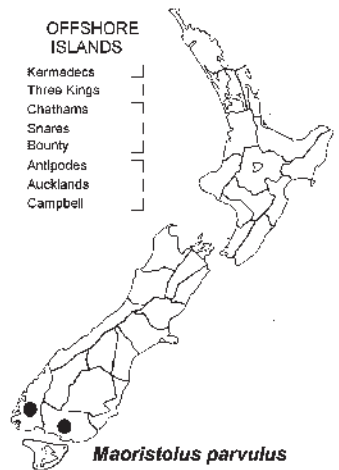 OFFSHORE
ISLANDS
Kermadecs
Three Kings
Chathams
Snares
Bounty
Antipodes
Aucklands
Campbell
Maoristolus parvulus